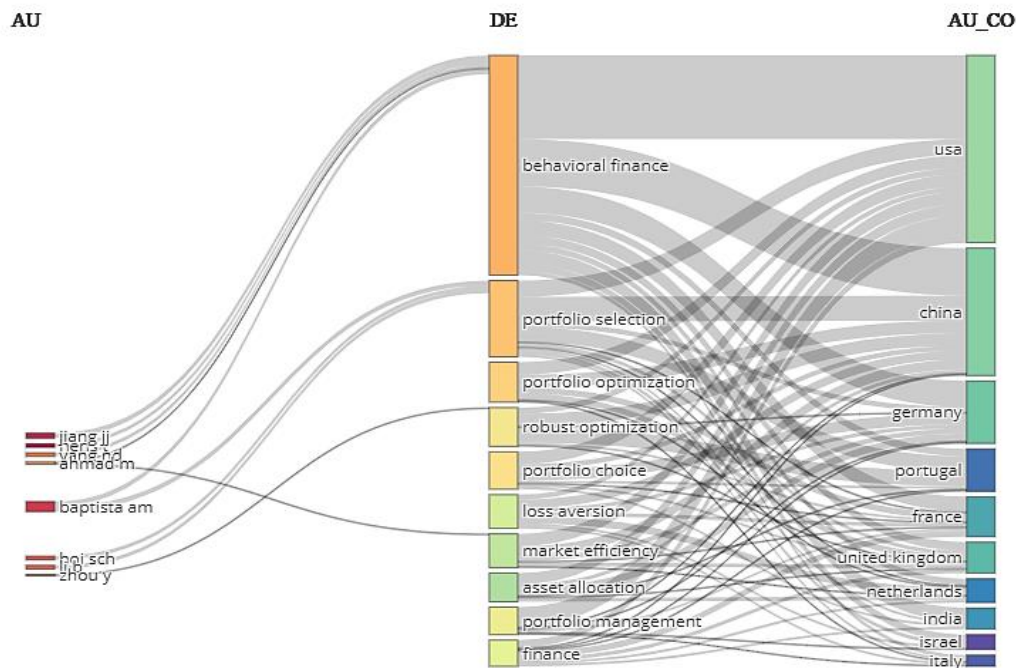 AU
DE
AU_CO
jiang jj
ahmad m
baptista am
zhou y
behavioral finance
portfolio selection
portfolio optimization
robust optimization
portfolio choice
loss aversion
market efficiency
asset allocation
portfolio management
finance
usa
china
germany
portugal
france
united kingdom
netherlands
india
israel
italy